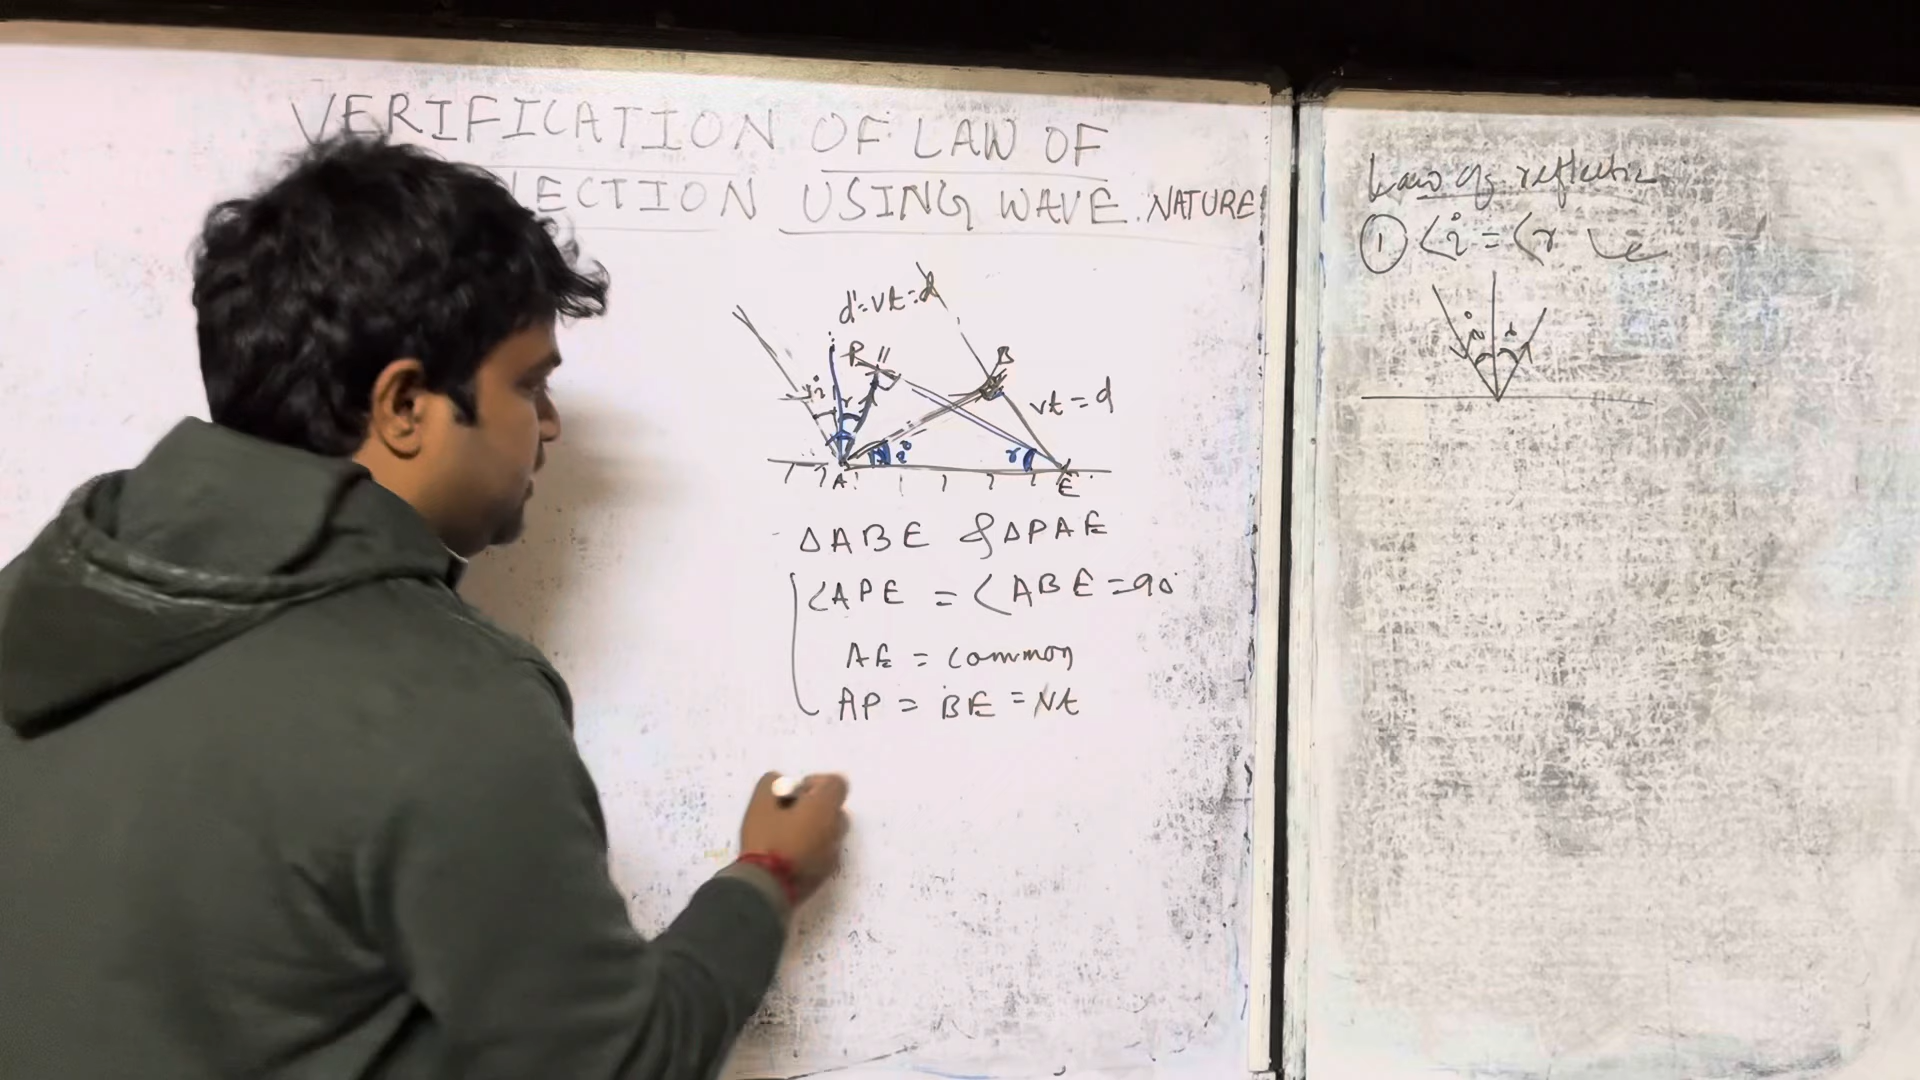 VERIFICATION OF LAW OF
LECTION USING WAVE. NATURE
d'=vt=d
P
B
i
r
vt=d
i
r
A
E
ΔABE & ΔPAE
∠APE = ∠ABE =90°
AE = common
AP = BE = Vt
Law of reflection
① ∠i = ∠r
i
r